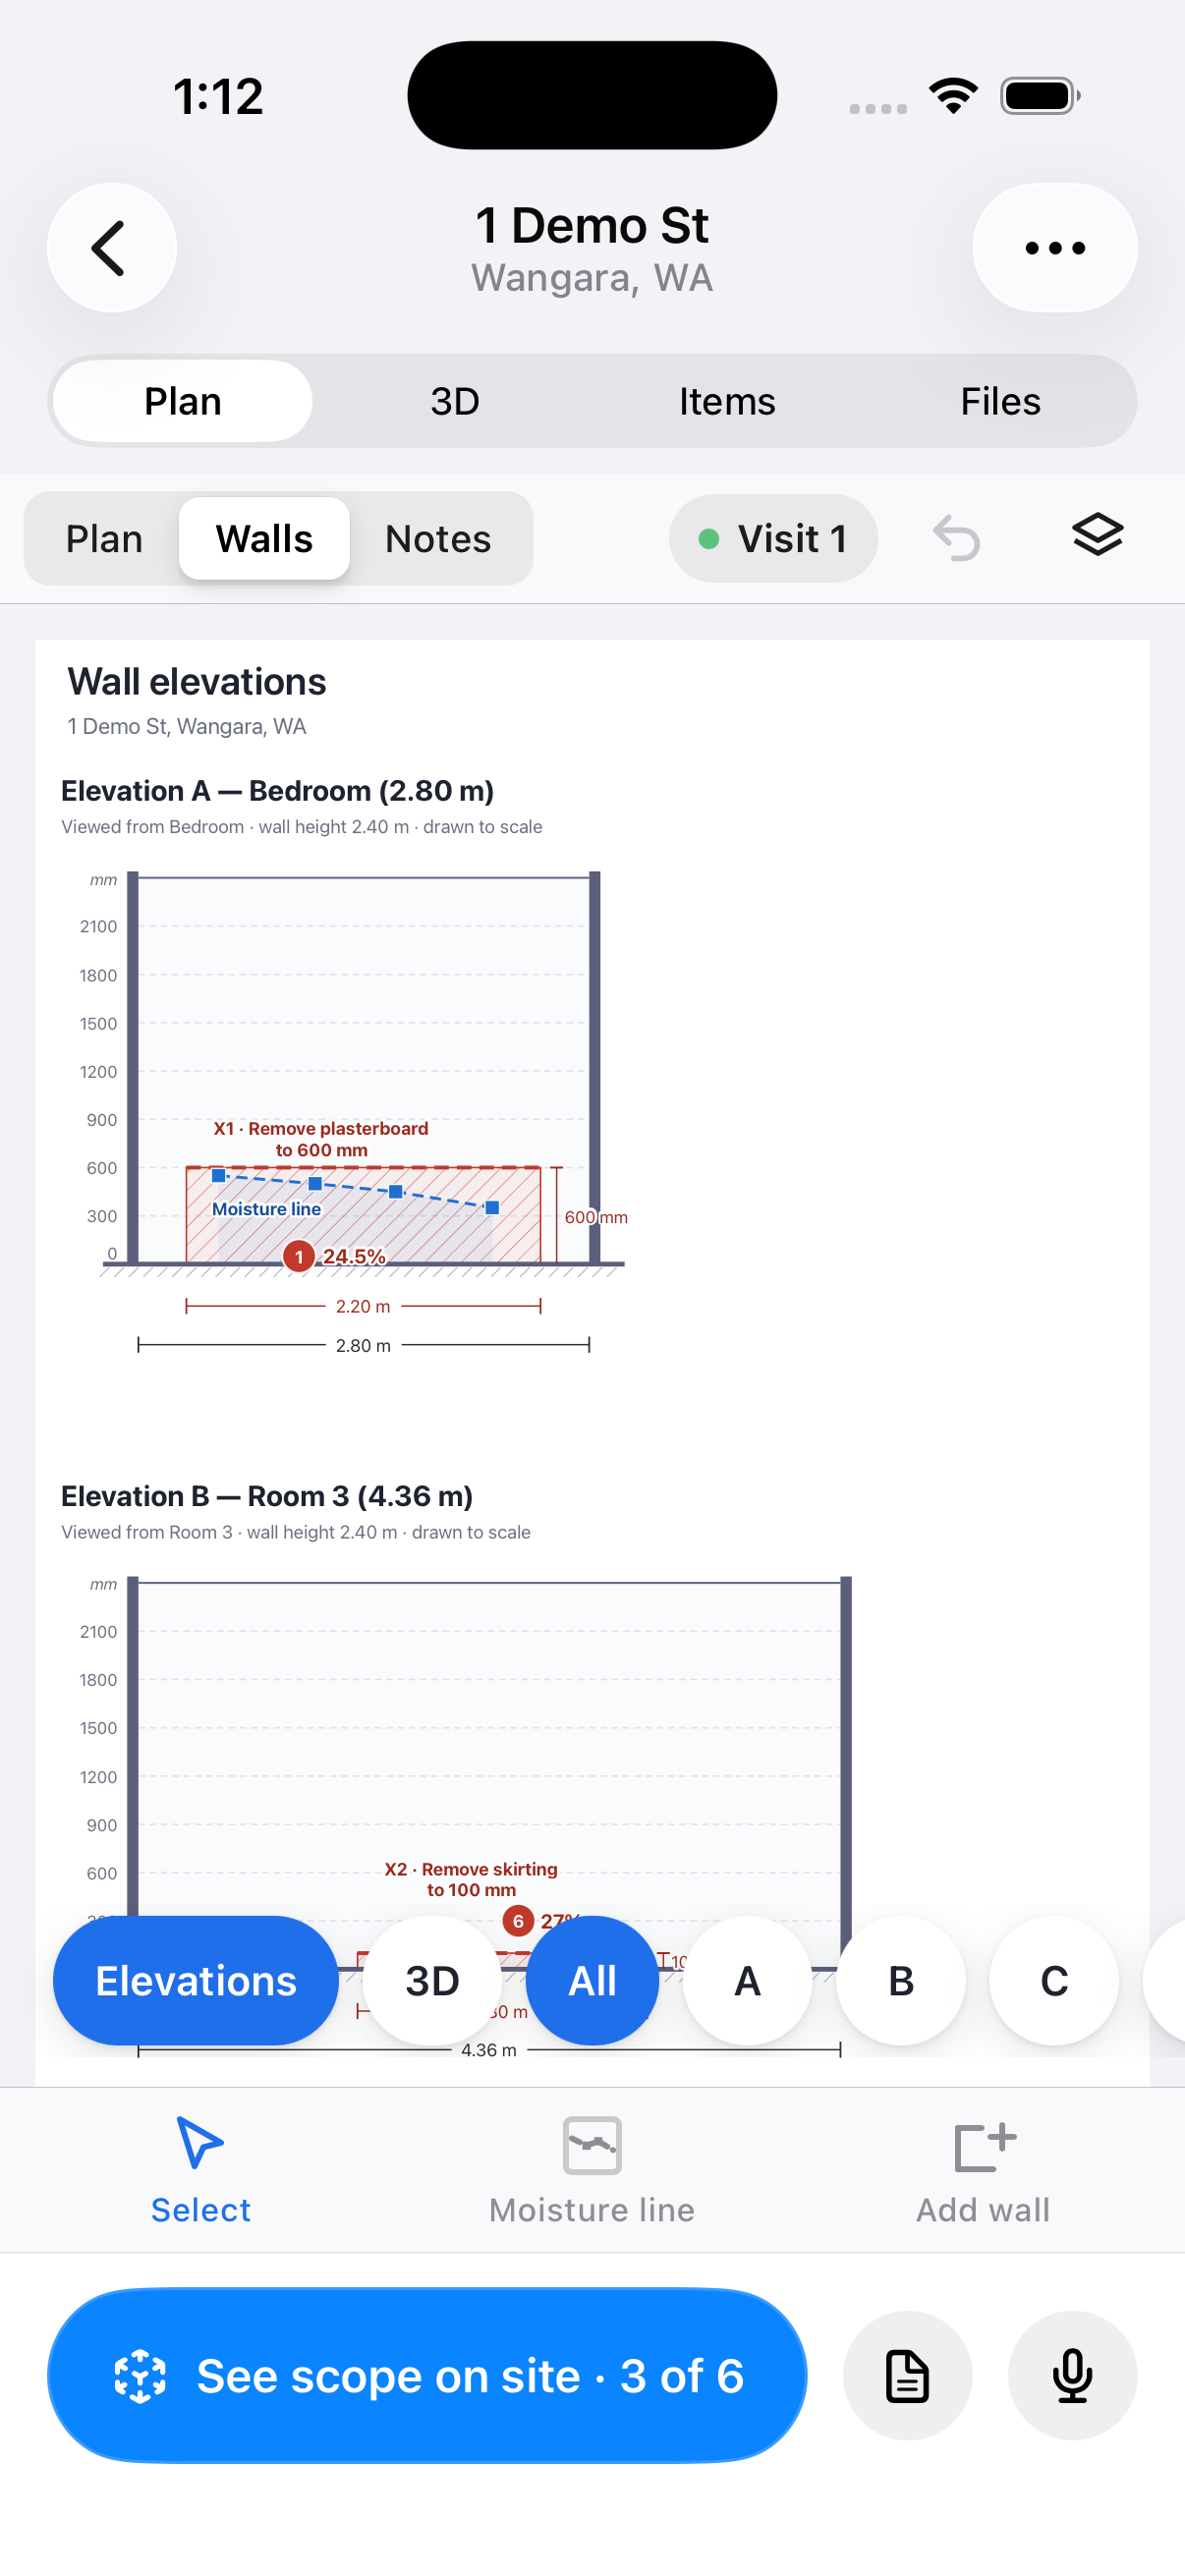 1:12
1 Demo St
Wangara, WA
Plan
3D
Items
Files
Plan
Walls
Notes
Visit 1
Wall elevations
1 Demo St, Wangara, WA
Elevation A — Bedroom (2.80 m)
Viewed from Bedroom · wall height 2.40 m · drawn to scale
mm
2100
1800
1500
1200
900
X1 · Remove plasterboard
to 600 mm
600
Moisture line
300
600 mm
0
1 24.5%
2.20 m
2.80 m
Elevation B — Room 3 (4.36 m)
Viewed from Room 3 · wall height 2.40 m · drawn to scale
mm
2100
1800
1500
1200
900
X2 · Remove skirting
600
to 100 mm
6 27%
Elevations
3D
All
A
B
C
4.36 m
Select
Moisture line
Add wall
See scope on site · 3 of 6